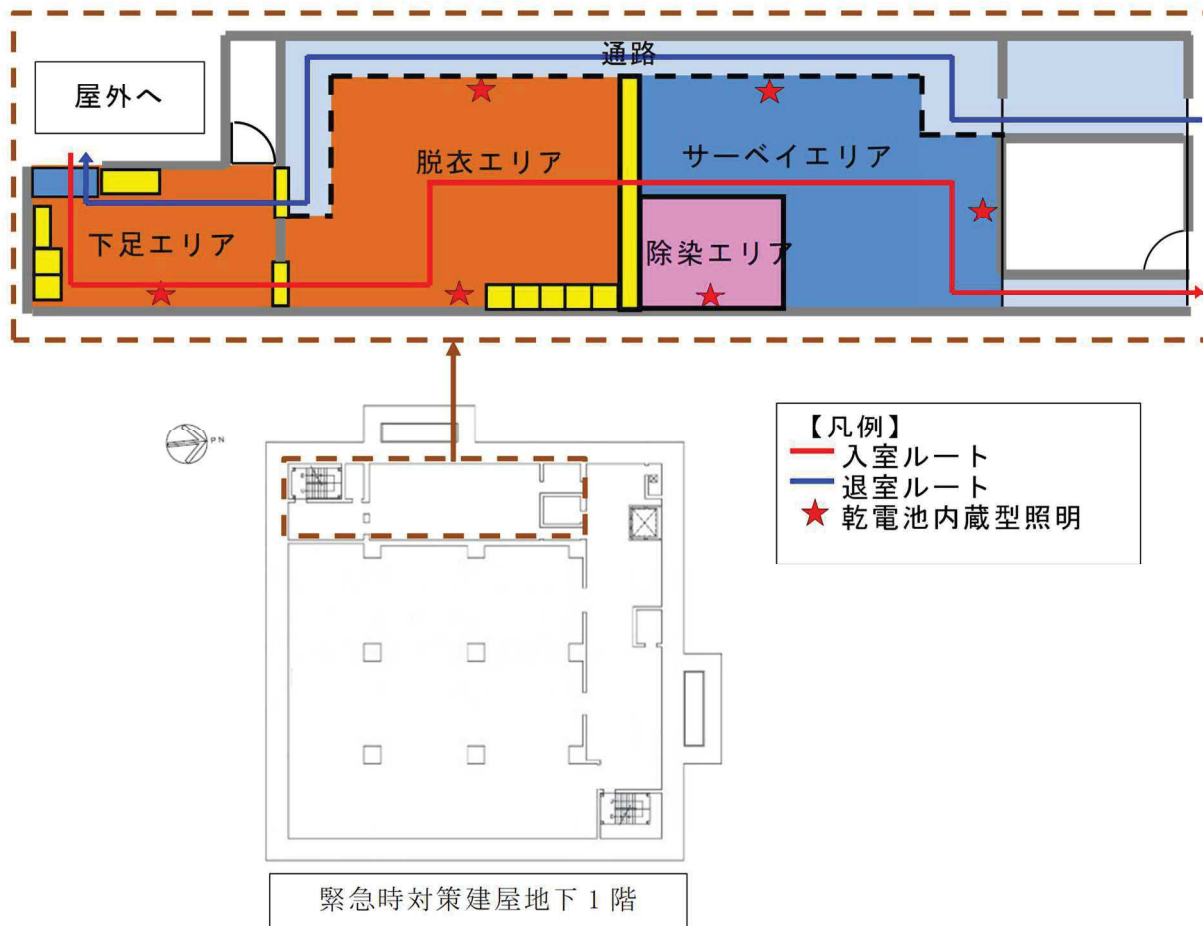 通路
屋外へ
脱衣エリア
サーベイエリア
下足エリア
除染エリア
PN
【凡例】
入室ルート
退室ルート
乾電池内蔵型照明
緊急時対策建屋地下1階